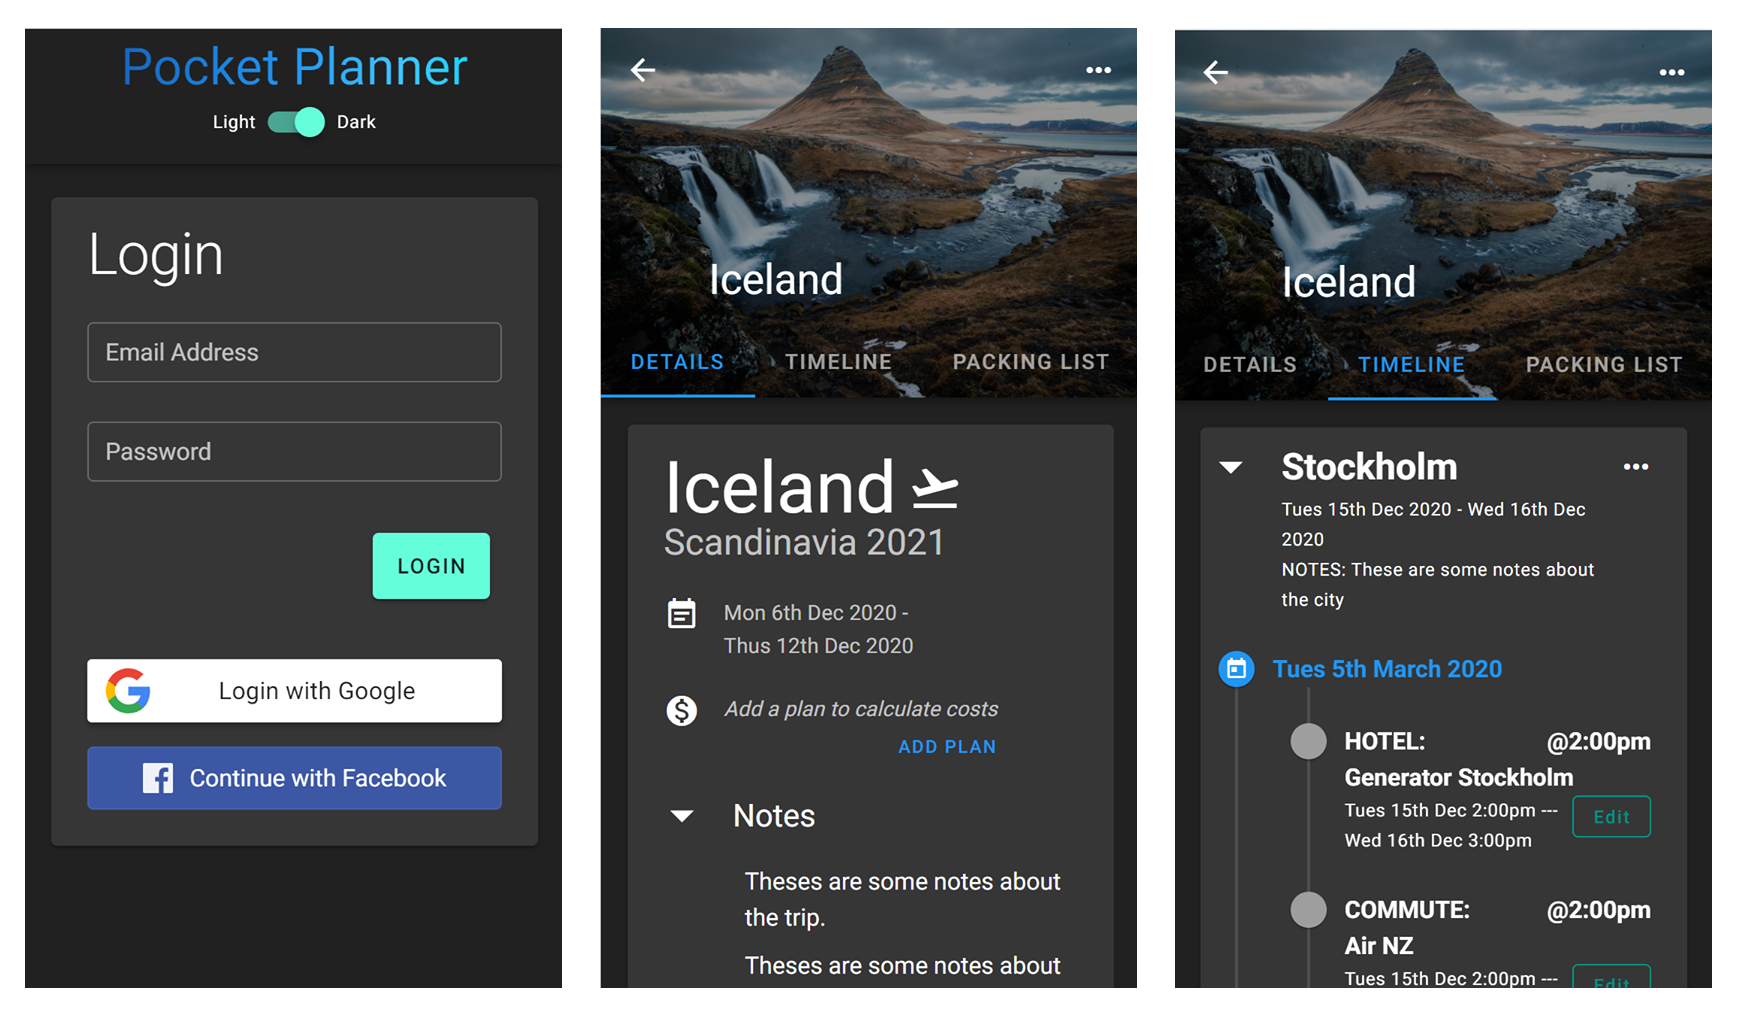 Pocket Planner
Light Dark
Login
Email Address
Password
LOGIN
Login with Google
Continue with Facebook
Iceland
DETAILS TIMELINE PACKING LIST
Iceland
Scandinavia 2021
Mon 6th Dec 2020 -
Thus 12th Dec 2020
Add a plan to calculate costs
ADD PLAN
Notes
Theses are some notes about
the trip.
Theses are some notes about
Iceland
DETAILS TIMELINE PACKING LIST
Stockholm
Tues 15th Dec 2020 - Wed 16th Dec
2020
NOTES: These are some notes about
the city
Tues 5th March 2020
HOTEL: @2:00pm
Generator Stockholm
Tues 15th Dec 2:00pm ---
Wed 16th Dec 3:00pm
Edit
COMMUTE: @2:00pm
Air NZ
Tues 15th Dec 2:00pm ---
Edit